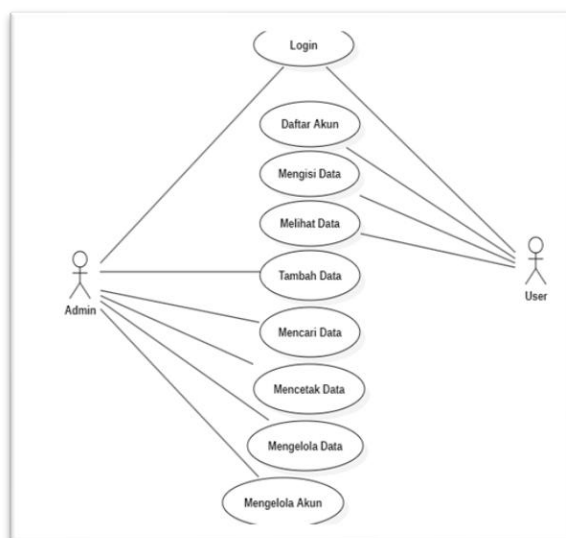 Login
Daftar Akun
Mengisi Data
Melihat Data
Tambah Data
Admin
User
Mencari Data
Mencetak Data
Mengelola Data
Mengelola Akun